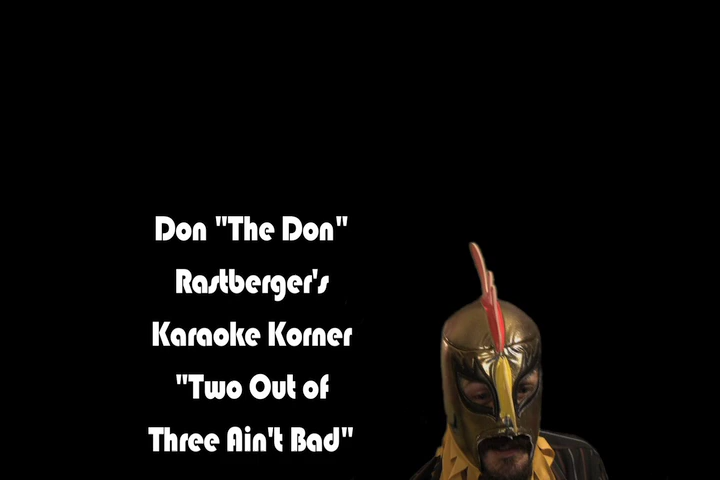 Don "The Don"
Rastberger's
Karaoke Korner
"Two Out of
Three Ain't Bad"